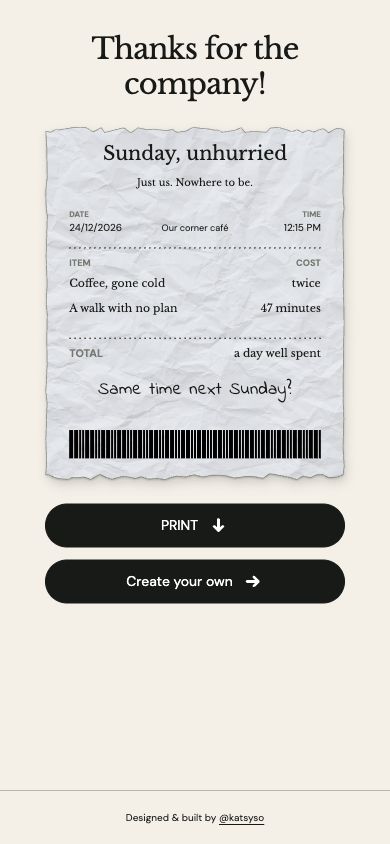 Thanks for the
company!
Sunday, unhurried
Just us. Nowhere to be.
DATE TIME
24/12/2026 Our corner café 12:15 PM
ITEM COST
Coffee, gone cold twice
A walk with no plan 47 minutes
TOTAL a day well spent
Same time next Sunday?
PRINT
Create your own
Designed & built by @katsyso